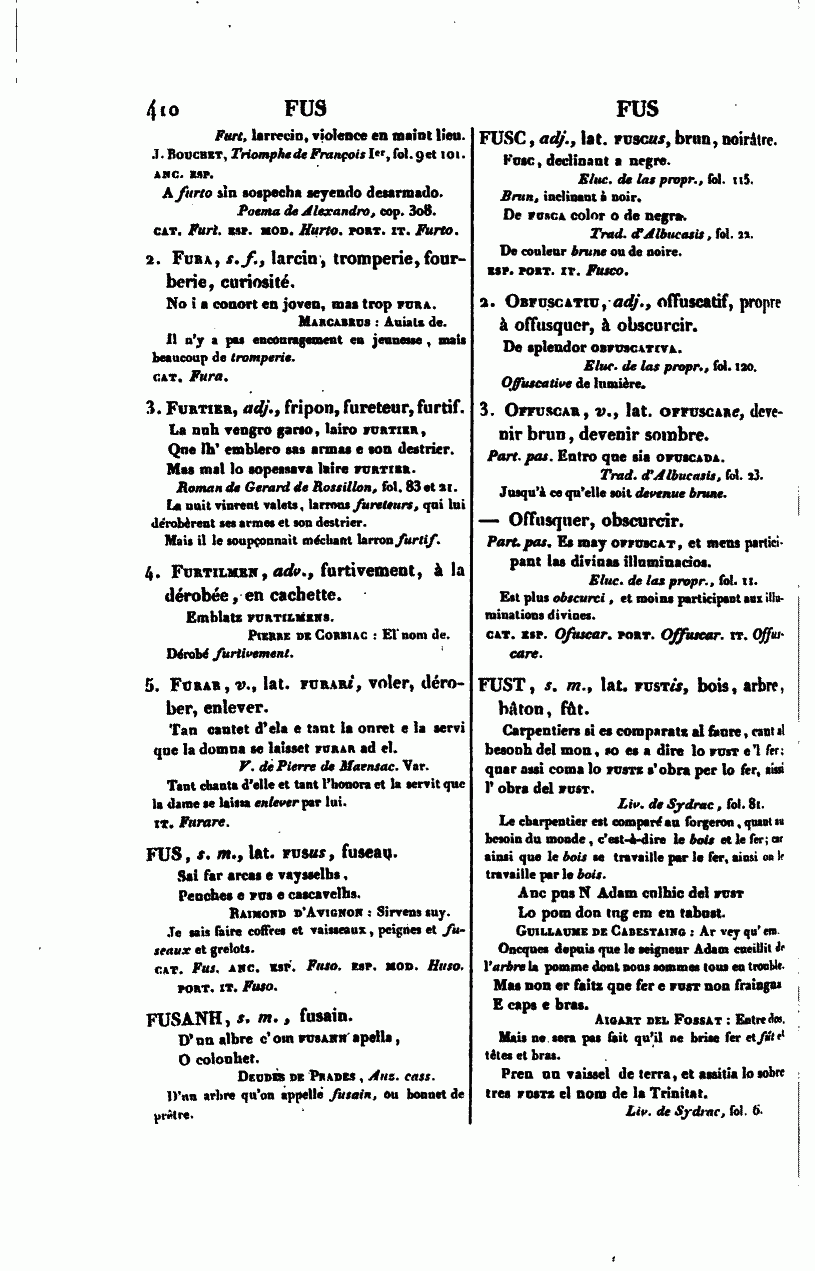 410 FUS FUS
Furt, larrecin, violence en maint lieu.
J. BOUCHET, Triomphe de François Ier, fol. 9 et 101.
ANC. ESP.
A furto sin sospecha seyendo desarmado.
Poema de Alexandro, cop. 308.
CAT. Furt. ESP. MOD. Hurto. PORT. IT. Furto.
2. FURA, s. f., larcin, tromperie, four-
berie, curiosité.
No i a conort en joven, mas trop FURA.
MARCABRUS : Auiatz de.
Il n'y a pas encouragement en jeunesse, mais
beaucoup de tromperie.
CAT. Fura.
3. FURTIER, adj., fripon, fureteur, furtif.
La nuh vengro garso, lairo FURTIER,
Que lh' emblero sas armas e son destrier.
Mas mal lo sopessava laire FURTIER.
Roman de Gerard de Rossillon, fol. 83 et 21.
La nuit vinrent valets, larrons fureteurs, qui lui
dérobèrent ses armes et son destrier.
Mais il le soupçonnait méchant larron furtif.
4. FURTILMEN, adv., furtivement, à la
dérobée, en cachette.
Emblatz FURTILMENS.
PIERRE DE CORBIAC : El nom de.
Dérobé furtivement.
5. FURAR, v., lat. FURARi, voler, déro-
ber, enlever.
Tan cantet d'ela e tant la onret e la servi
que la domna se laisset FURAR ad el.
V. de Pierre de Maensac. Var.
Tant chanta d'elle et tant l'honora et la servit que
la dame se laissa enlever par lui.
IT. Furare.
FUS, s. m., lat. FUSUS, fuseau.
Sai far arcas e vaysselhs,
Penches e FUS e cascavelhs.
RAIMOND D'AVIGNON : Sirvens suy.
Je sais faire coffres et vaisseaux, peignes et fu-
seaux et grelots.
CAT. Fus. ANC. ESP. Fuso. ESP. MOD. Huso.
PORT. IT. Fuso.
FUSANH, s. m., fusain.
D'un albre c'om FUSANH apella,
O colonhet.
DEUDES DE PRADES, Auz. cass.
D'un arbre qu'on appelle fusain, ou bonnet de
prêtre.
FUSC, adj., lat. FUSCUS, brun, noirâtre.
Fusc, declinant a negre.
Eluc. de las propr., fol. 115.
Brun, inclinant à noir.
De FUSCA color o de negra.
Trad. d'Albucasis, fol. 22.
De couleur brune ou de noire.
ESP. PORT. IT. Fusco.
2. OBFUSCATIU, adj., offuscatif, propre
à offusquer, à obscurcir.
De splendor OBFUSCATIVA.
Eluc. de las propr., fol. 120.
Offuscative de lumière.
3. OFFUSCAR, v., lat. OFFUSCARe, deve-
nir brun, devenir sombre.
Part. pas. Entro que sia OFUSCADA.
Trad. d'Albucasis, fol. 23.
Jusqu'à ce qu'elle soit devenue brune.
— Offusquer, obscurcir.
Part. pas. Es may OFFUSCAT, et mens partici-
pant las divinas illuminacios.
Eluc. de las propr., fol. 11.
Est plus obscurci, et moins participant aux illu-
minations divines.
CAT. ESP. Ofuscar. PORT. Offuscar. IT. Offus-
care.
FUST, s. m., lat. FUSTis, bois, arbre,
bâton, fût.
Carpentiers si es comparatz al faure, cant al
besonh del mon, so es a dire lo FUST e 'l fer;
quar assi coma lo FUSTZ s'obra per lo fer, aissi
l' obra del FUST.
Liv. de Sydrac, fol. 81.
Le charpentier est comparé au forgeron, quant au
besoin du monde, c'est-à-dire le bois et le fer; car
ainsi que le bois se travaille par le fer, ainsi on le
travaille par le bois.
Anc pus N Adam culhic del FUST
Lo pom don tug em en tabust.
GUILLAUME DE CABESTAING : Ar vey qu' em.
Oncques depuis que le seigneur Adam cueillit de
l'arbre la pomme dont nous sommes tous en trouble.
Mas non er faitz que fer e FUST non fraingas
E caps e bras.
AIGART DEL FOSSAT : Entre dos.
Mais ne sera pas fait qu'il ne brise fer et fût et
têtes et bras.
Pren un vaissel de terra, et assitia lo sobre
tres FUSTZ el nom de la Trinitat.
Liv. de Sydrac, fol. 6.